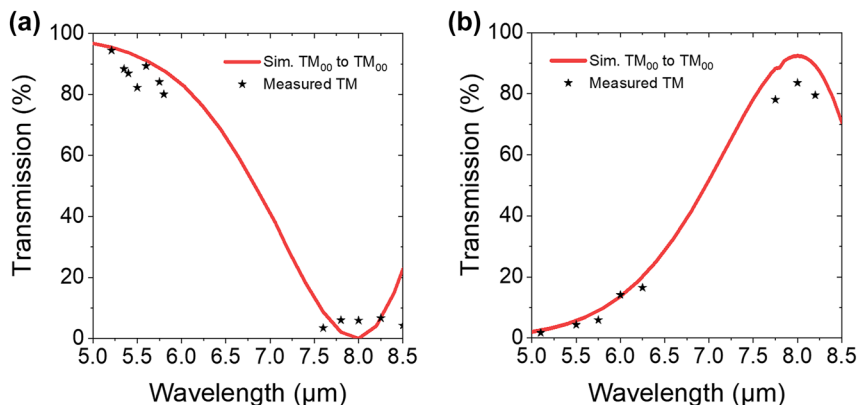 (a)
100
80
60
40
20
0
Transmission (%)
Sim. TM₀₀ to TM₀₀
Measured TM
5.0 5.5 6.0 6.5 7.0 7.5 8.0 8.5
Wavelength (μm)
(b)
100
80
60
40
20
0
Transmission (%)
Sim. TM₀₀ to TM₀₀
Measured TM
5.0 5.5 6.0 6.5 7.0 7.5 8.0 8.5
Wavelength (μm)